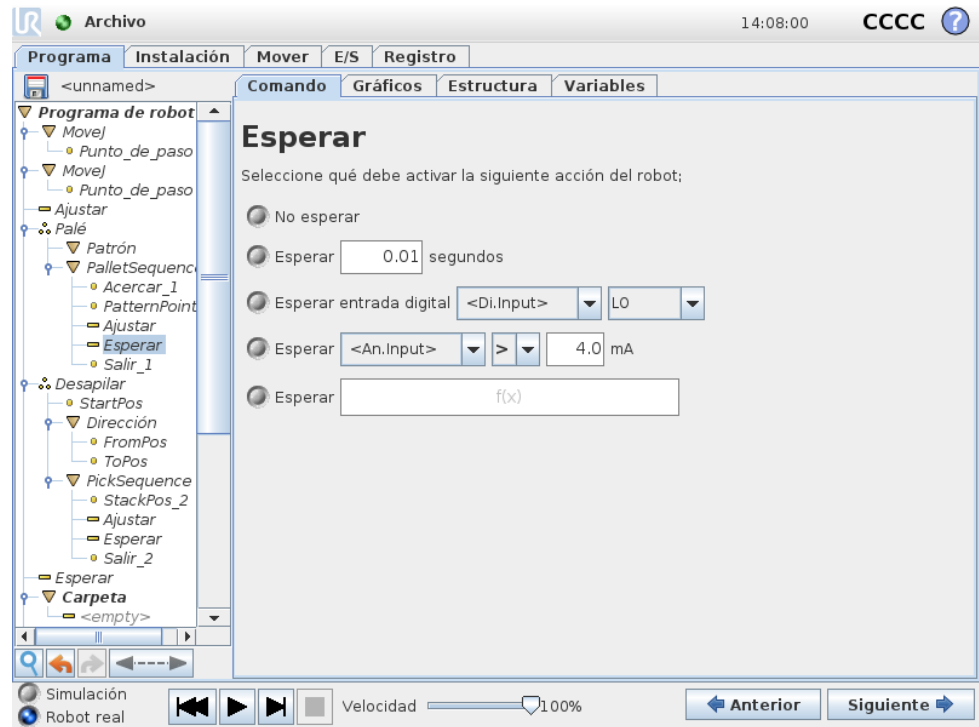 UR Archivo 14:08:00 CCCC ?
Programa Instalación Mover E/S Registro
<unnamed>
Comando Gráficos Estructura Variables
Programa de robot
MoveJ
Punto_de_paso
MoveJ
Punto_de_paso
Ajustar
Palé
Patrón
PalletSequenc
Acercar_1
PatternPoint
Ajustar
Esperar
Salir_1
Desapilar
StartPos
Dirección
FromPos
ToPos
PickSequence
StackPos_2
Ajustar
Esperar
Salir_2
Esperar
Carpeta
<empty>
Esperar
Seleccione qué debe activar la siguiente acción del robot;
No esperar
Esperar 0.01 segundos
Esperar entrada digital <Di.Input> LO
Esperar <An.Input> > 4.0 mA
Esperar f(x)
Simulación
Robot real
Velocidad 100%
Anterior Siguiente